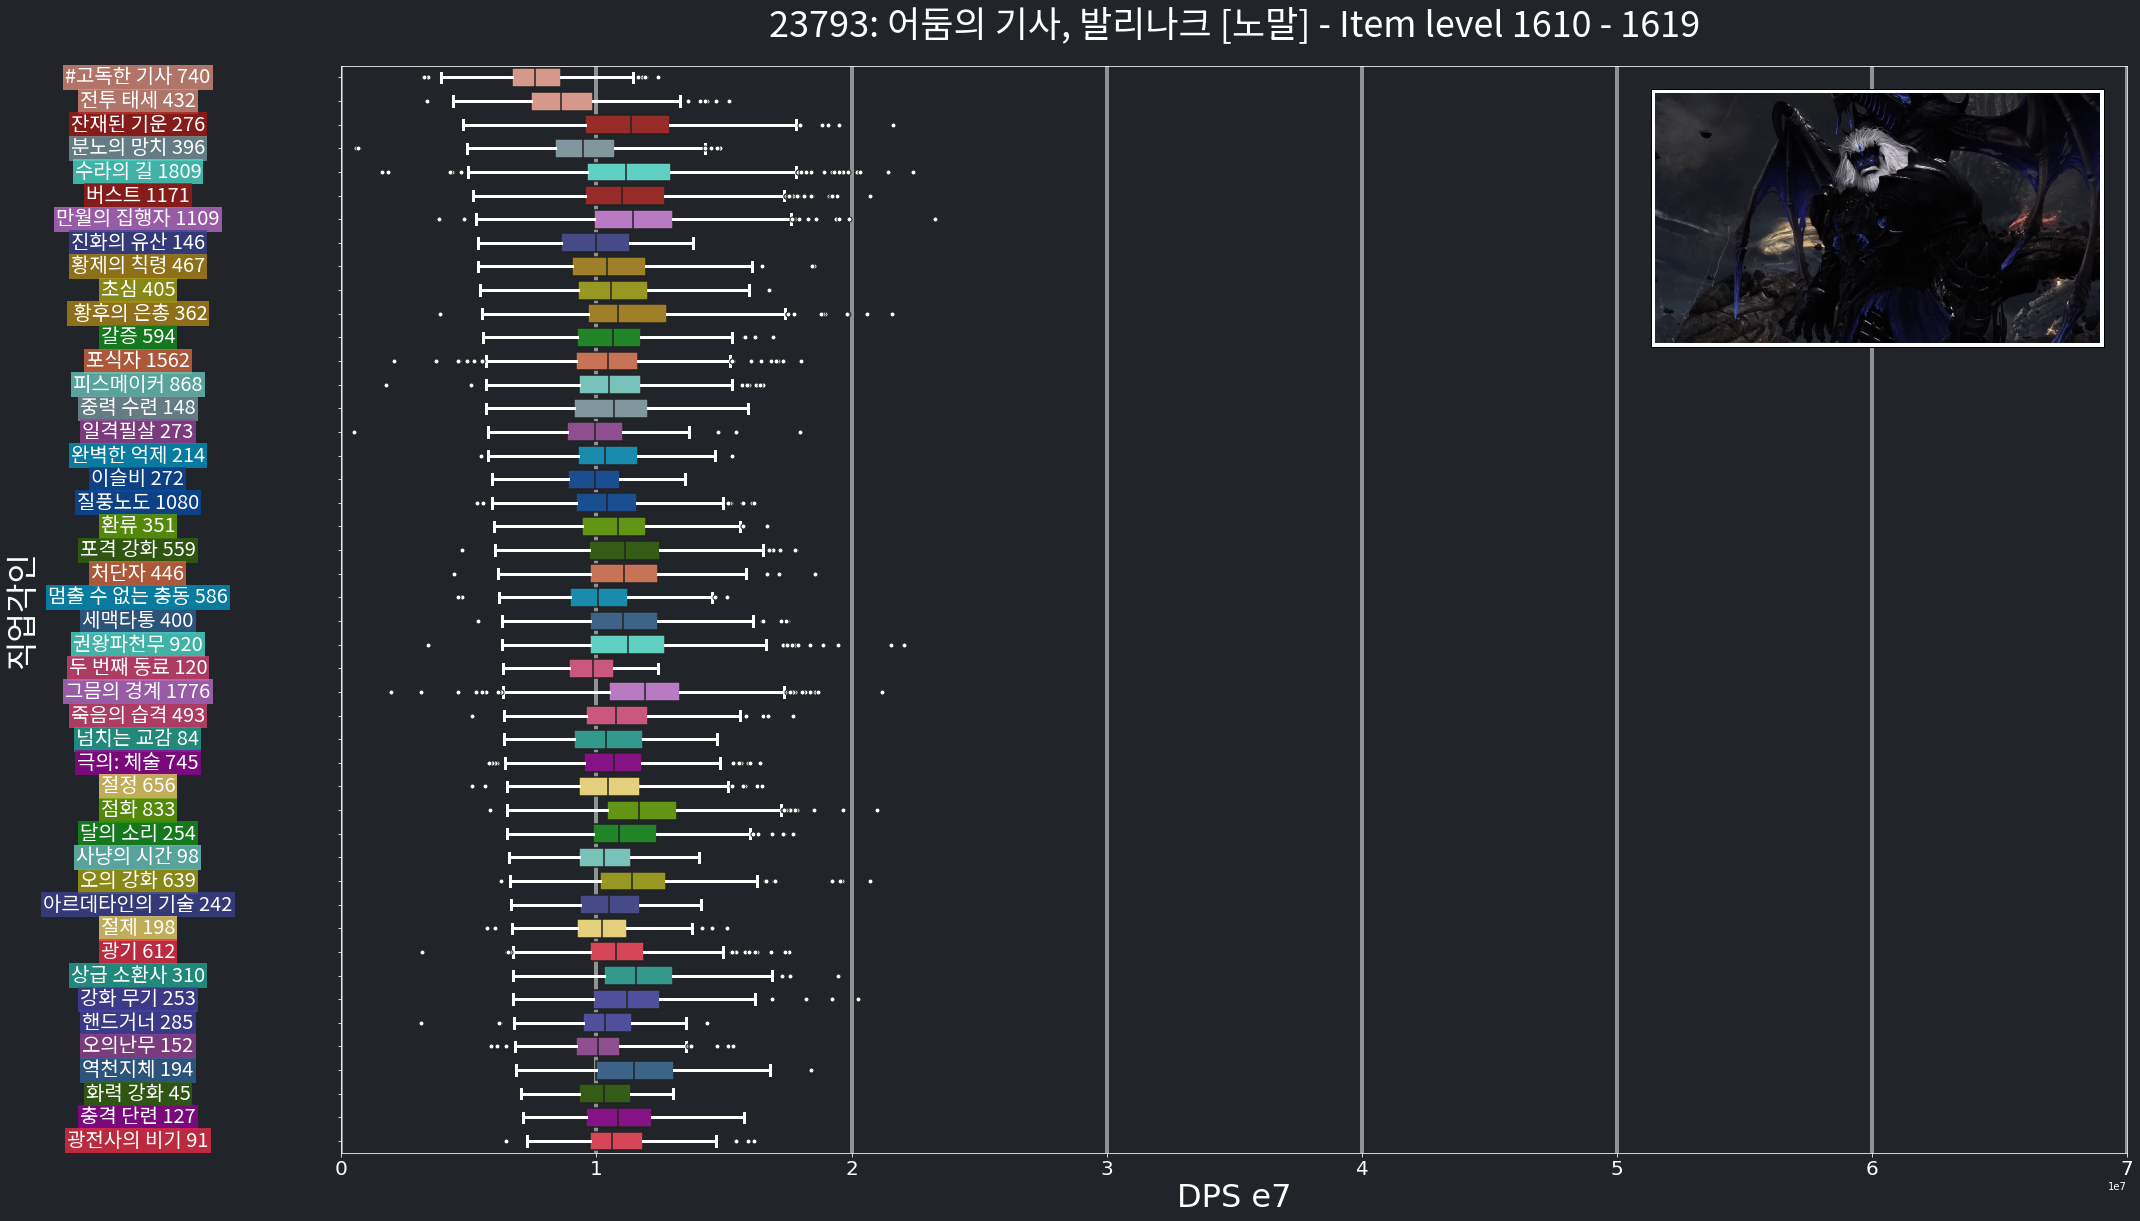 23793: 어둠의 기사, 발리나크 [노말] - Item level 1610 - 1619
#고독한 기사 740
전투 태세 432
잔재된 기운 276
분노의 망치 396
수라의 길 1809
버스트 1171
만월의 집행자 1109
진화의 유산 146
황제의 칙령 467
초심 405
황후의 은총 362
갈증 594
포식자 1562
피스메이커 868
중력 수련 148
일격필살 273
완벽한 억제 214
이슬비 272
질풍노도 1080
환류 351
포격 강화 559
처단자 446
멈출 수 없는 충동 586
세맥타통 400
권왕파천무 920
두 번째 동료 120
그믐의 경계 1776
죽음의 습격 493
넘치는 교감 84
극의: 체술 745
절정 656
점화 833
달의 소리 254
사냥의 시간 98
오의 강화 639
아르데타인의 기술 242
절제 198
광기 612
상급 소환사 310
강화 무기 253
핸드거너 285
오의난무 152
역천지체 194
화력 강화 45
충격 단련 127
광전사의 비기 91
직업각인
0 1 2 3 4 5 6 7
1e7
DPS e7